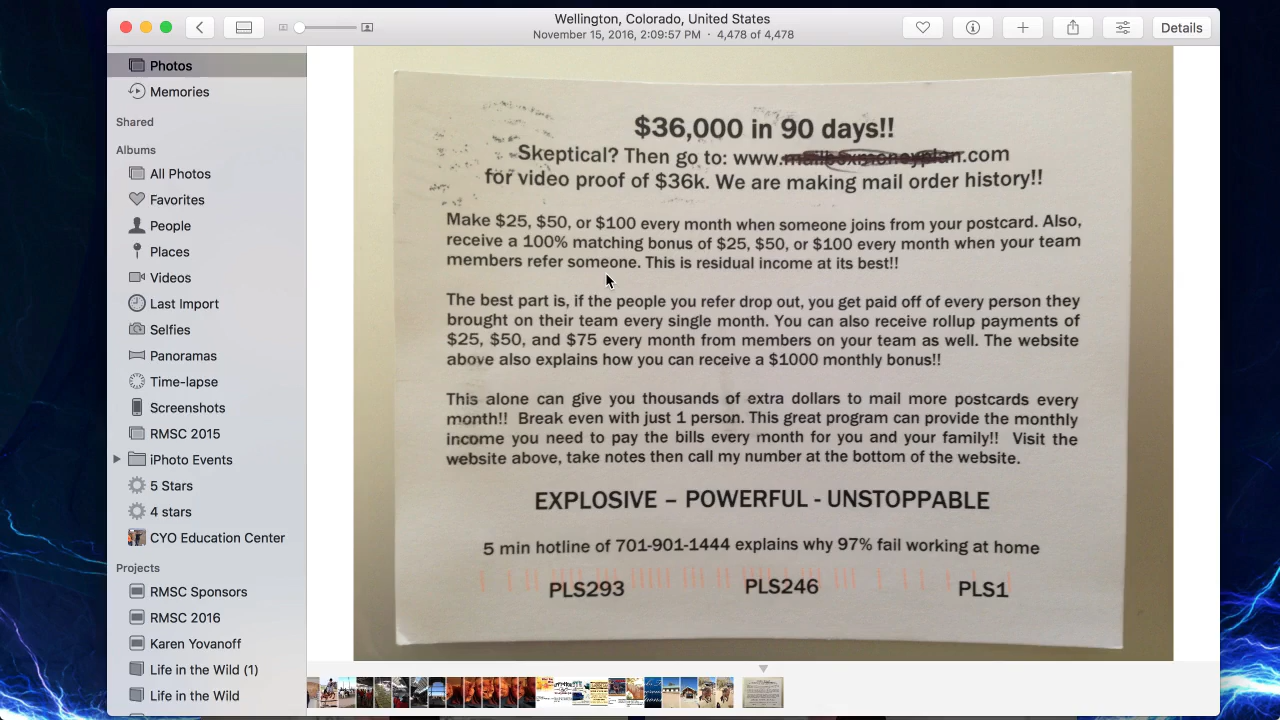 Wellington, Colorado, United States
November 15, 2016, 2:09:57 PM · 4,478 of 4,478
Details
Photos
Memories
Shared
Albums
All Photos
Favorites
People
Places
Videos
Last Import
Selfies
Panoramas
Time-lapse
Screenshots
RMSC 2015
iPhoto Events
5 Stars
4 stars
CYO Education Center
Projects
RMSC Sponsors
RMSC 2016
Karen Yovanoff
Life in the Wild (1)
Life in the Wild
$36,000 in 90 days!!
Skeptical? Then go to: www.mailboxmoneyplan.com
for video proof of $36k. We are making mail order history!!
Make $25, $50, or $100 every month when someone joins from your postcard. Also,
receive a 100% matching bonus of $25, $50, or $100 every month when your team
members refer someone. This is residual income at its best!!
The best part is, if the people you refer drop out, you get paid off of every person they
brought on their team every single month. You can also receive rollup payments of
$25, $50, and $75 every month from members on your team as well. The website
above also explains how you can receive a $1000 monthly bonus!!
This alone can give you thousands of extra dollars to mail more postcards every
month!! Break even with just 1 person. This great program can provide the monthly
income you need to pay the bills every month for you and your family!! Visit the
website above, take notes then call my number at the bottom of the website.
EXPLOSIVE – POWERFUL - UNSTOPPABLE
5 min hotline of 701-901-1444 explains why 97% fail working at home
PLS293 PLS246 PLS1